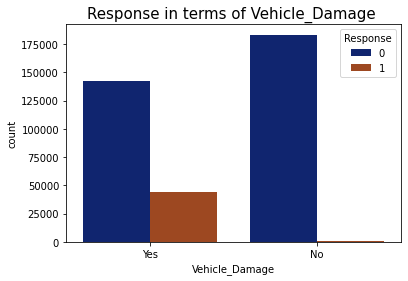 Response in terms of Vehicle_Damage
Response
0
1
count
175000
150000
125000
100000
75000
50000
25000
0
Yes
No
Vehicle_Damage